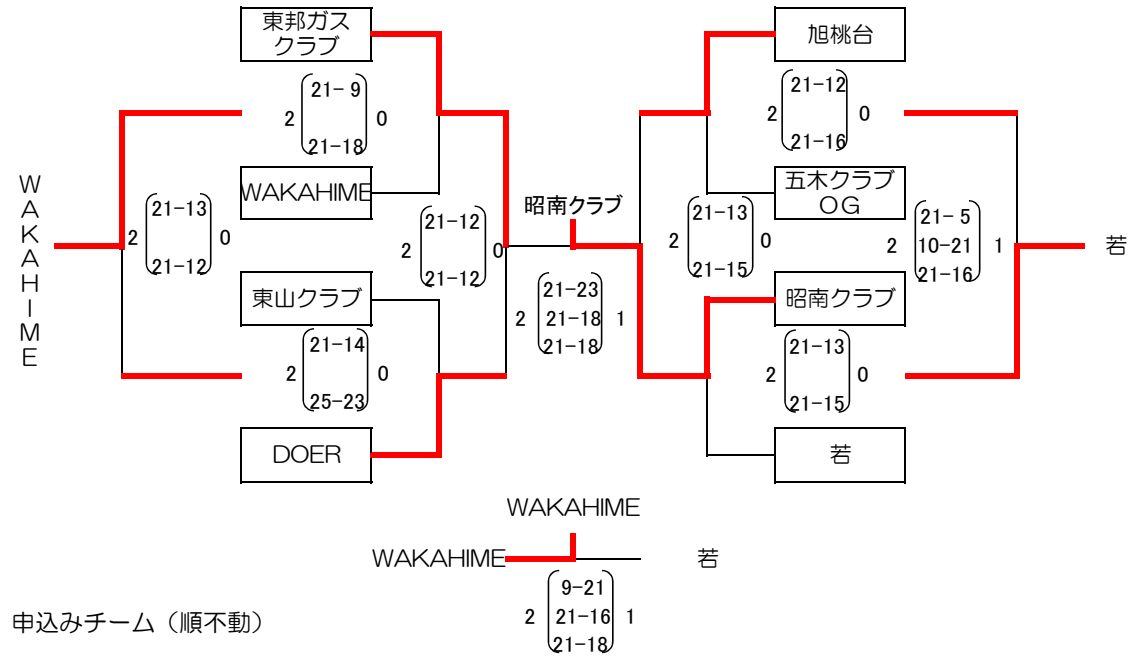 東邦ガス
クラブ
旭桃台
21- 9
2 0
21-18
21-12
2 0
21-16
WAKAHIME
WAKAHIME
五木クラブ
OG
昭南クラブ
21-13
2 0
21-12
21-12
2 0
21-12
21-13
2 0
21-15
21- 5
2 10-21 1
21-16
若
東山クラブ
昭南クラブ
21-23
2 21-18 1
21-18
21-14
2 0
25-23
21-13
2 0
21-15
DOER
若
WAKAHIME
WAKAHIME 若
9-21
2 21-16 1
21-18
申込みチーム（順不動）